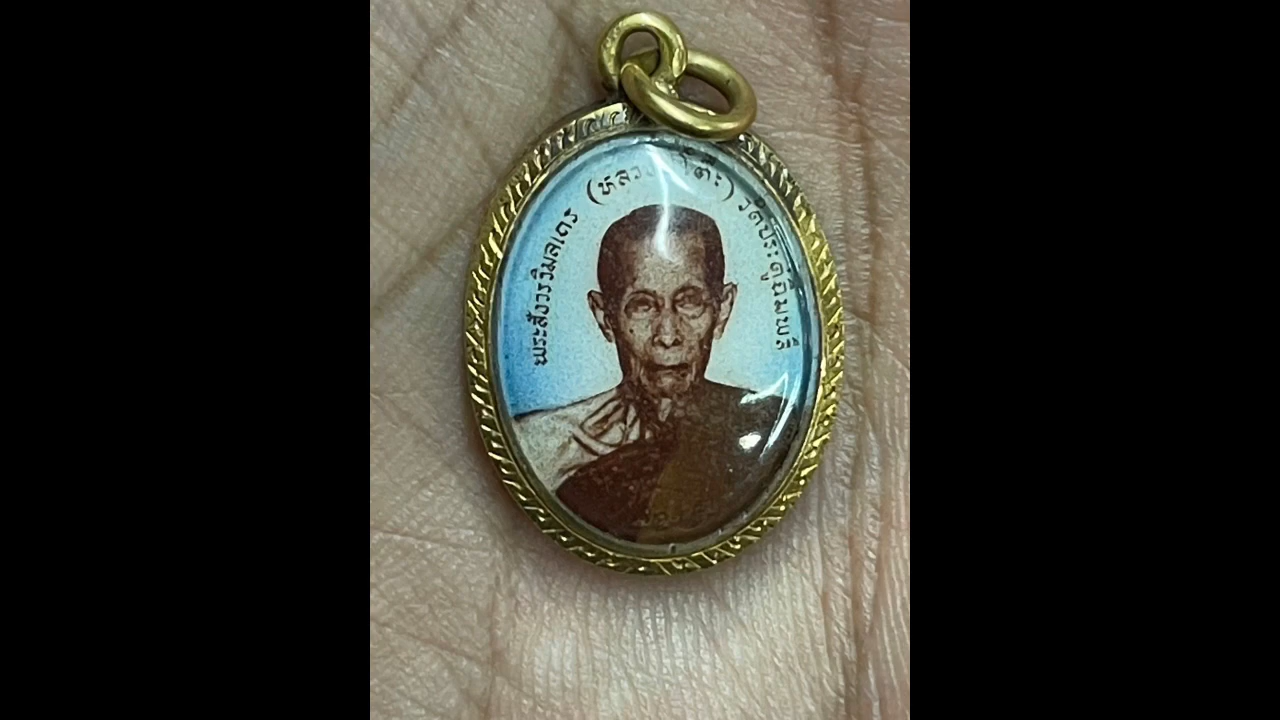 พระสังวรวิมลเถร (หลวงปู่โต๊ะ) วัดประดู่ฉิมพลี